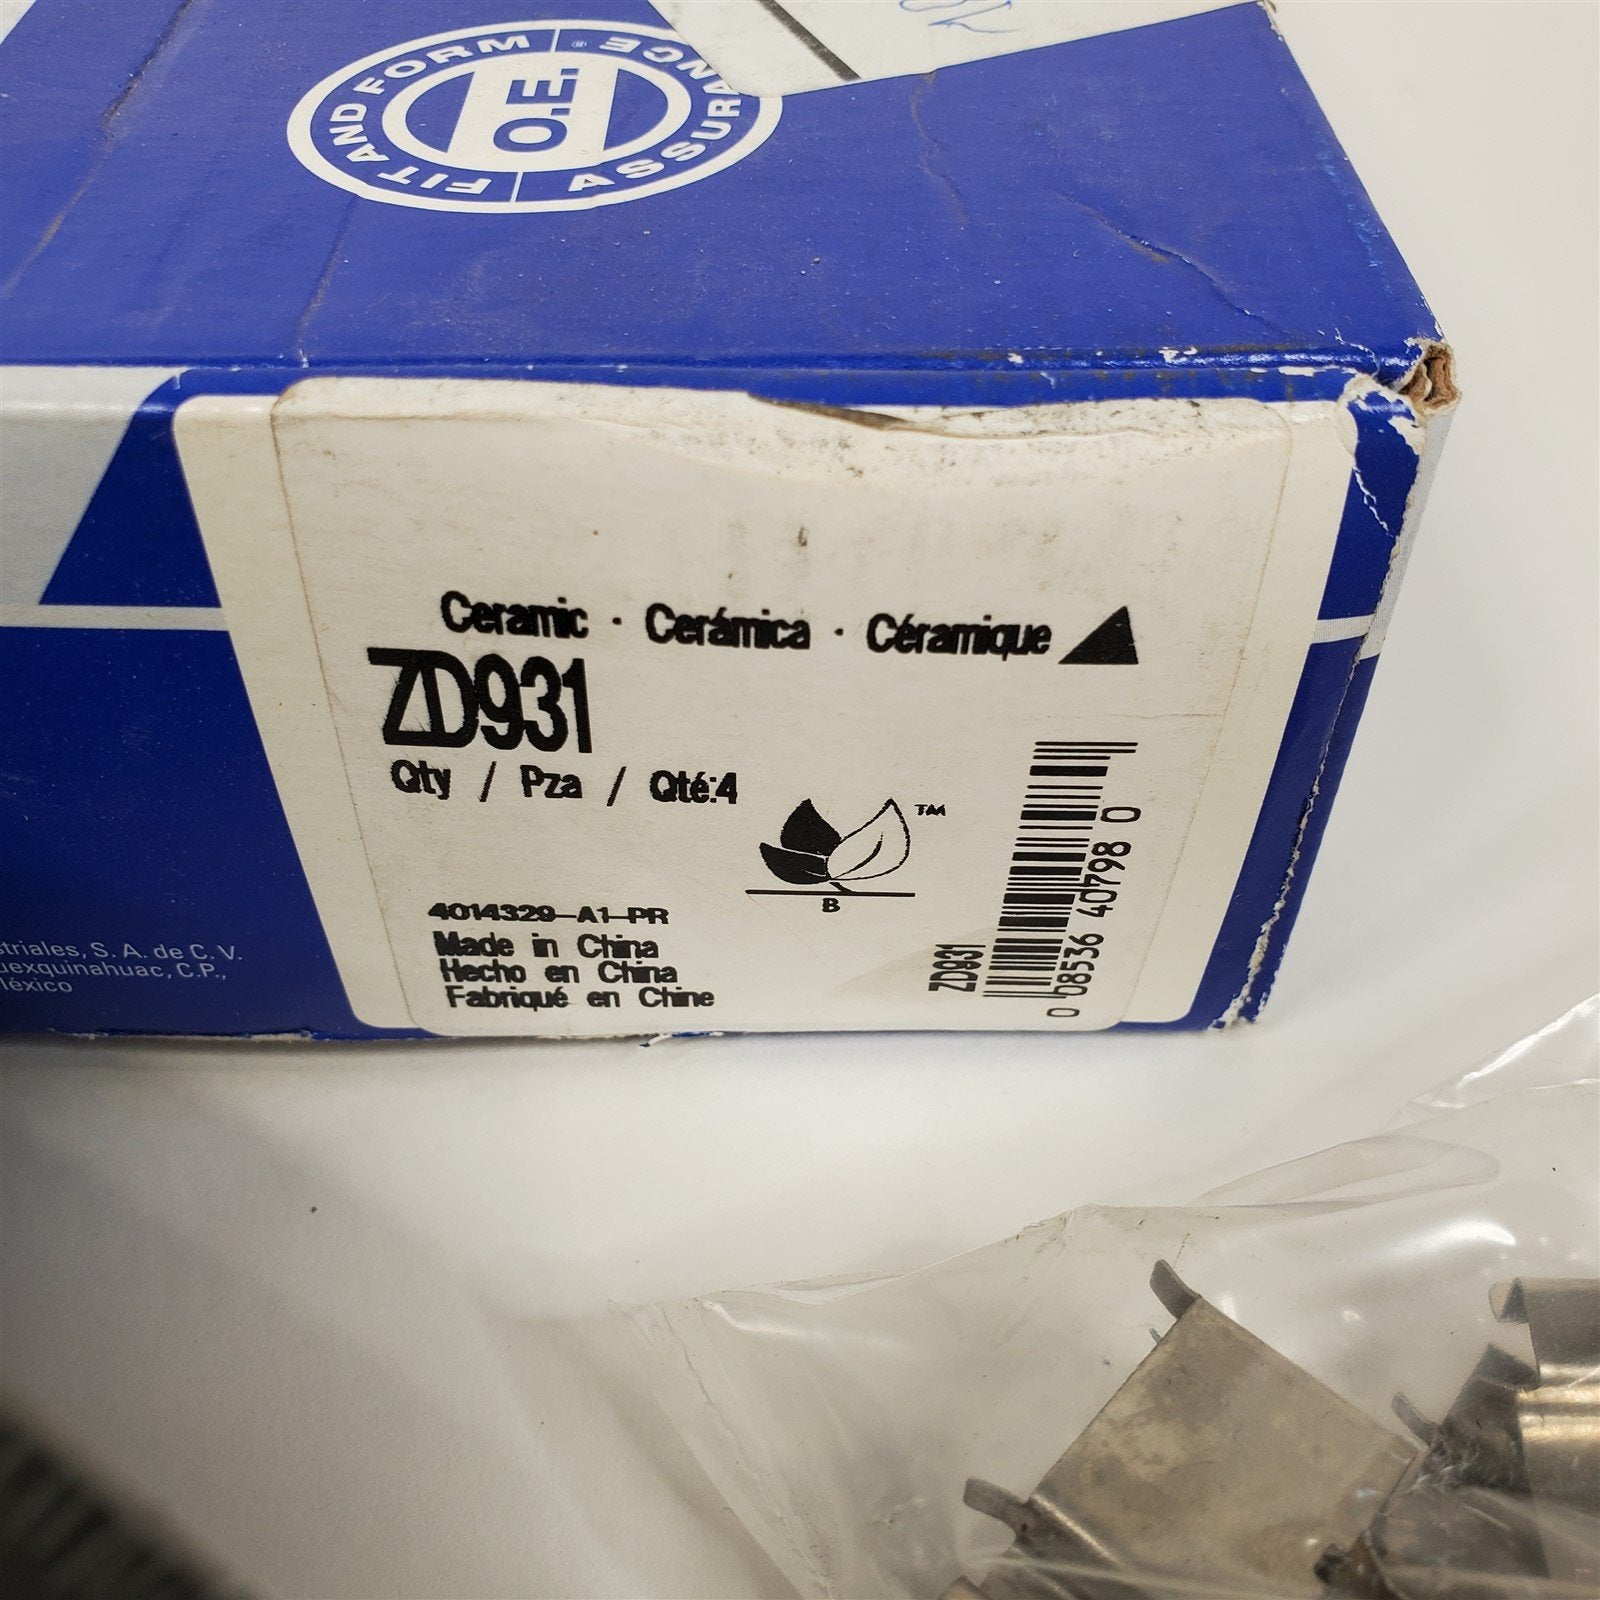 FIT AND FORM ® ASSURANCE
O.E.
Ceramic · Cerámica · Céramique
ZD931
Qty / Pza / Qté:4
TM
B
4014329-A1-PR
Made in China
Hecho en China
Fabriqué en Chine
ZD931
0 08536 40798 0
striales, S. A. de C. V.
uexquinahuac, C.P.,
México